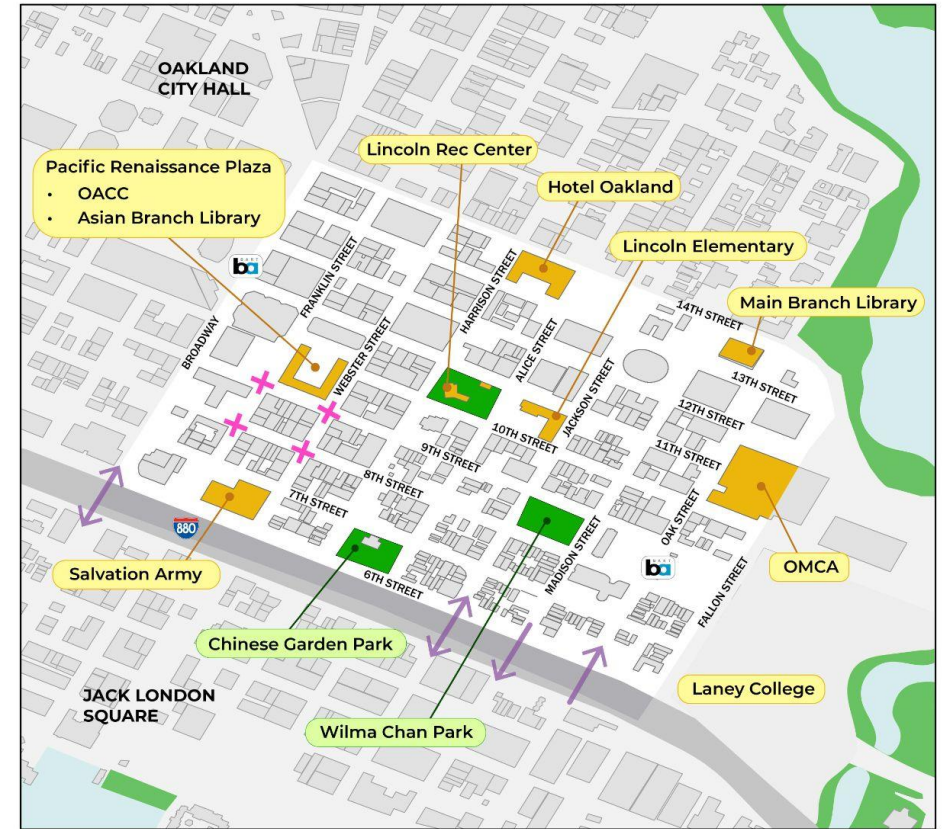 OAKLAND
CITY HALL
Lincoln Rec Center
Pacific Renaissance Plaza
• OACC
• Asian Branch Library
Hotel Oakland
Lincoln Elementary
Main Branch Library
FRANKLIN STREET
HARRISON STREET
14TH STREET
BROADWAY
WEBSTER STREET
ALICE STREET
13TH STREET
JACKSON STREET
12TH STREET
10TH STREET
11TH STREET
9TH STREET
8TH STREET
7TH STREET
OAK STREET
880
MADISON STREET
ba
ba
6TH STREET
FALLON STREET
Salvation Army
OMCA
Chinese Garden Park
Laney College
JACK LONDON
SQUARE
Wilma Chan Park